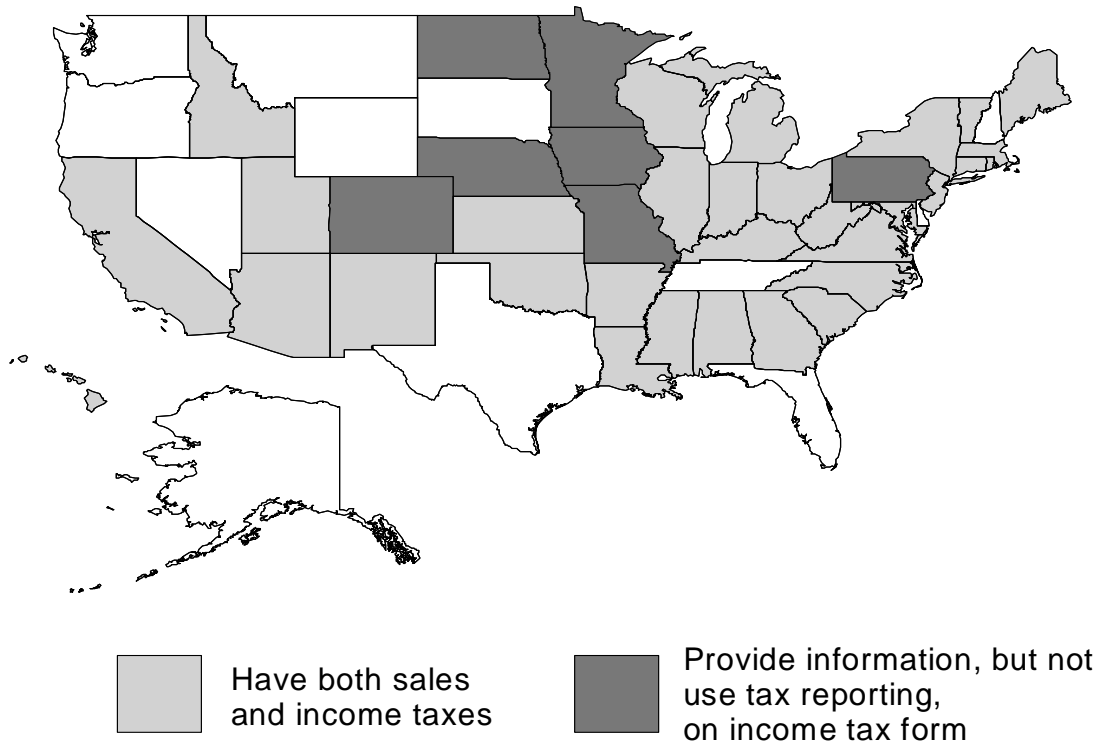 Have both sales
and income taxes
Provide information, but not
use tax reporting,
on income tax form